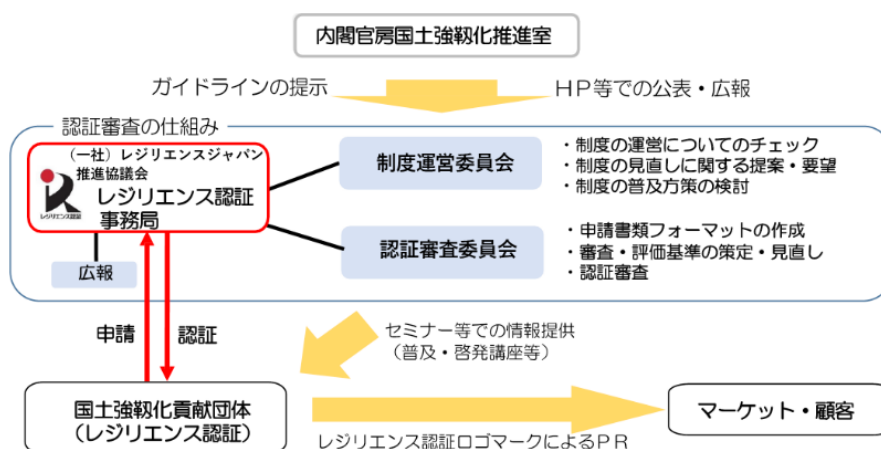 内閣官房国土強靱化推進室
ガイドラインの提示
HP等での公表・広報
認証審査の仕組み
(一社)レジリエンスジャパン
推進協議会
レジリエンス認証
レジリエンス認証
事務局
広報
制度運営委員会
・制度の運営についてのチェック
・制度の見直しに関する提案・要望
・制度の普及方策の検討
認証審査委員会
・申請書類フォーマットの作成
・審査・評価基準の策定・見直し
・認証審査
申請
認証
セミナー等での情報提供
(普及・啓発講座等)
国土強靱化貢献団体
(レジリエンス認証)
マーケット・顧客
レジリエンス認証ロゴマークによるPR